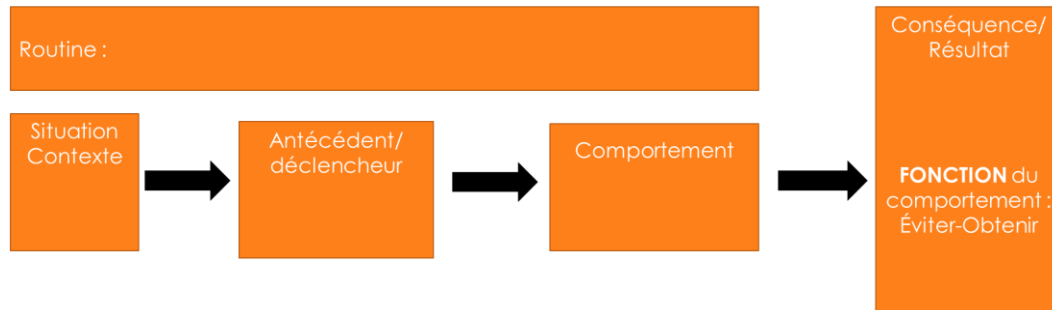 Routine :
Situation
Contexte
Antécédent/
déclencheur
Comportement
Conséquence/
Résultat
FONCTION du
comportement :
Éviter-Obtenir